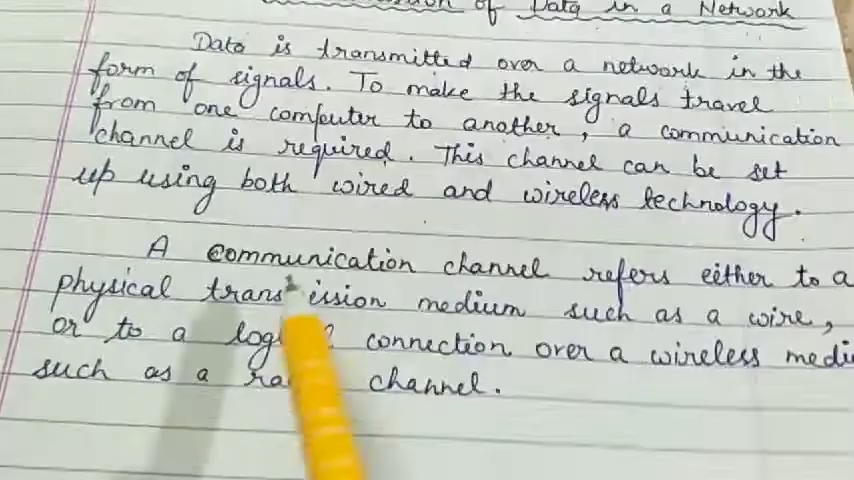 of Data in a Network
Data is transmitted over a network in the
form of signals. To make the signals travel
from one computer to another, a communication
channel is required. This channel can be set
up using both wired and wireless technology.
A communication channel refers either to a
physical transmission medium such as a wire,
or to a connection over a wireless
such as a channel.